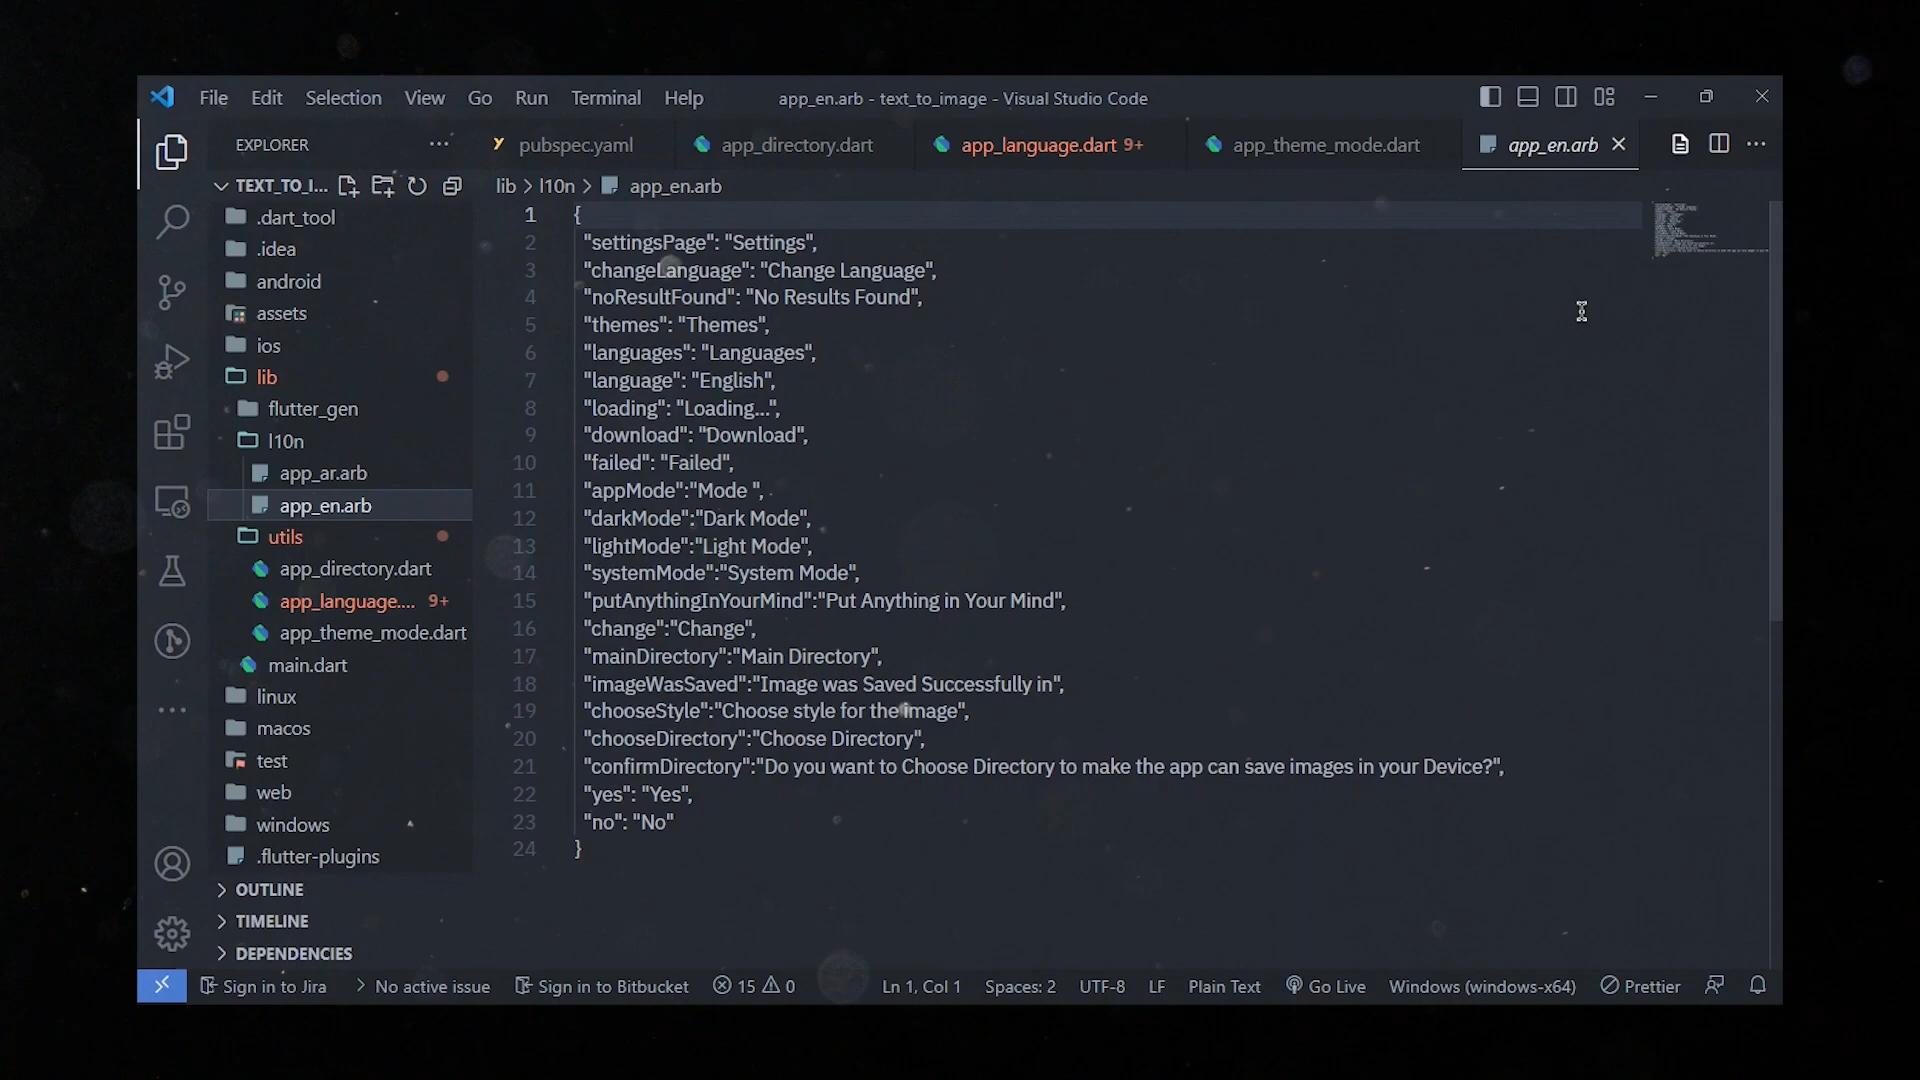 File Edit Selection View Go Run Terminal Help
app_en.arb - text_to_image - Visual Studio Code
EXPLORER
pubspec.yaml
app_directory.dart
app_language.dart 9+
app_theme_mode.dart
app_en.arb
TEXT_TO_I...
lib > l10n > app_en.arb
.dart_tool
.idea
android
assets
ios
lib
flutter_gen
l10n
app_ar.arb
app_en.arb
utils
app_directory.dart
app_language.... 9+
app_theme_mode.dart
main.dart
linux
macos
test
web
windows
.flutter-plugins
OUTLINE
TIMELINE
DEPENDENCIES
1 {
2 "settingsPage": "Settings",
3 "changeLanguage": "Change Language",
4 "noResultFound": "No Results Found",
5 "themes": "Themes",
6 "languages": "Languages",
7 "language": "English",
8 "loading": "Loading...",
9 "download": "Download",
10 "failed": "Failed",
11 "appMode":"Mode ",
12 "darkMode":"Dark Mode",
13 "lightMode":"Light Mode",
14 "systemMode":"System Mode",
15 "putAnythingInYourMind":"Put Anything in Your Mind",
16 "change":"Change",
17 "mainDirectory":"Main Directory",
18 "imageWasSaved":"Image was Saved Successfully in",
19 "chooseStyle":"Choose style for the image",
20 "chooseDirectory":"Choose Directory",
21 "confirmDirectory":"Do you want to Choose Directory to make the app can save images in your Device?",
22 "yes": "Yes",
23 "no": "No"
24 }
Sign in to Jira
No active issue
Sign in to Bitbucket
15 0
Ln 1, Col 1
Spaces: 2
UTF-8
LF
Plain Text
Go Live
Windows (windows-x64)
Prettier